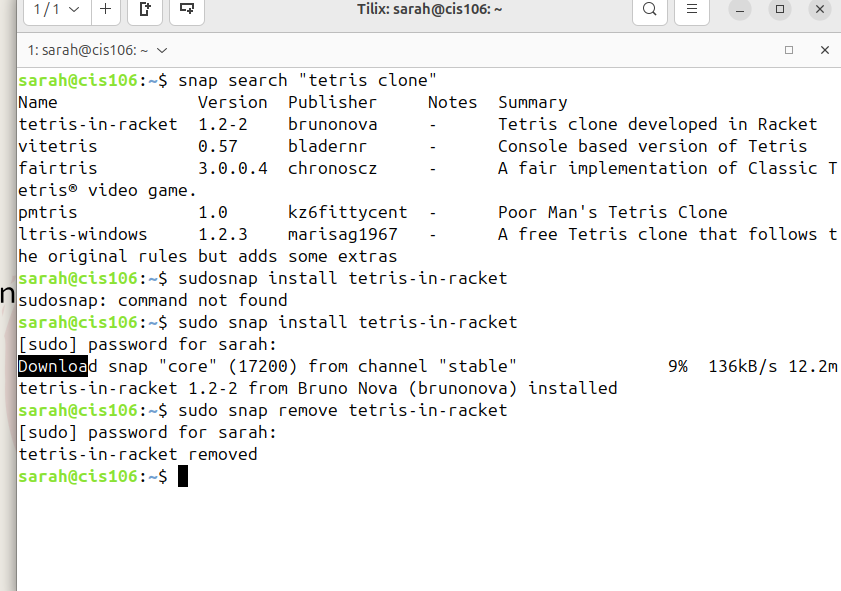 1 / 1
Tilix: sarah@cis106: ~
1: sarah@cis106: ~
sarah@cis106:~$ snap search "tetris clone"
Name Version Publisher Notes Summary
tetris-in-racket 1.2-2 brunonova - Tetris clone developed in Racket
vitetris 0.57 bladernr - Console based version of Tetris
fairtris 3.0.0.4 chronoscz - A fair implementation of Classic T
etris® video game.
pmtris 1.0 kz6fittycent - Poor Man's Tetris Clone
ltris-windows 1.2.3 marisag1967 - A free Tetris clone that follows t
he original rules but adds some extras
sarah@cis106:~$ sudosnap install tetris-in-racket
sudosnap: command not found
sarah@cis106:~$ sudo snap install tetris-in-racket
[sudo] password for sarah:
Download snap "core" (17200) from channel "stable" 9% 136kB/s 12.2m
tetris-in-racket 1.2-2 from Bruno Nova (brunonova) installed
sarah@cis106:~$ sudo snap remove tetris-in-racket
[sudo] password for sarah:
tetris-in-racket removed
sarah@cis106:~$
n